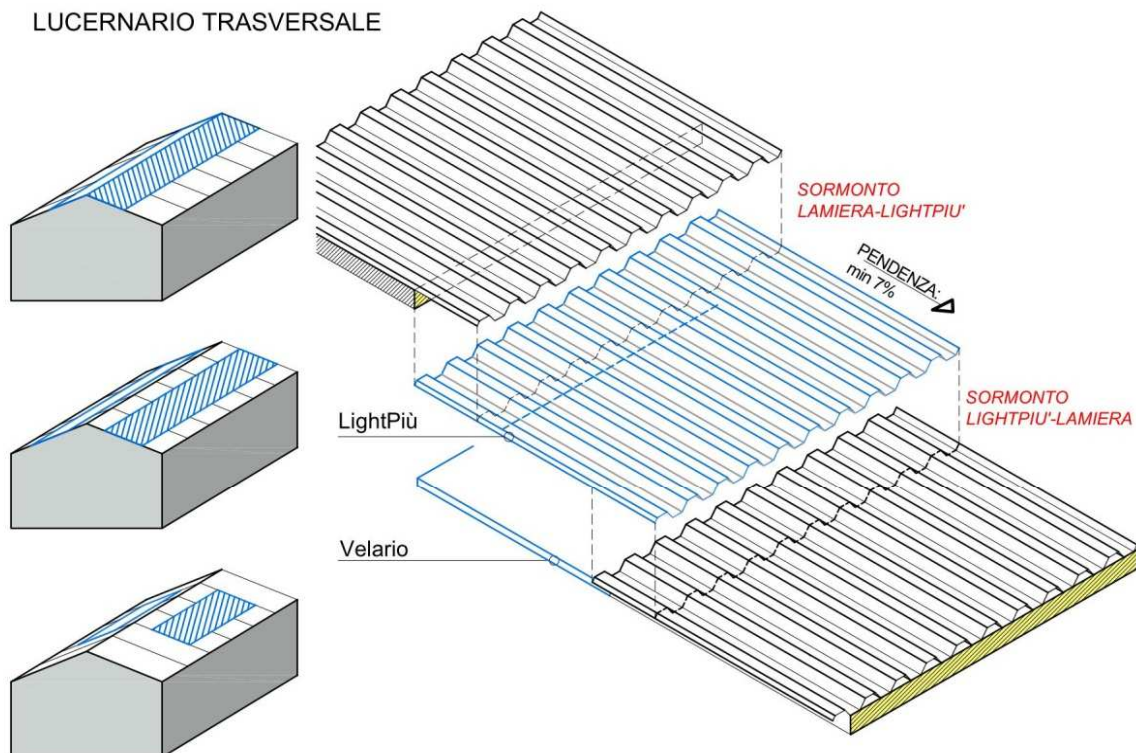 LUCERNARIO TRASVERSALE
SORMONTO
LAMIERA-LIGHTPIU'
PENDENZA:
min 7%
SORMONTO
LIGHTPIU'-LAMIERA
LightPiù
Velario